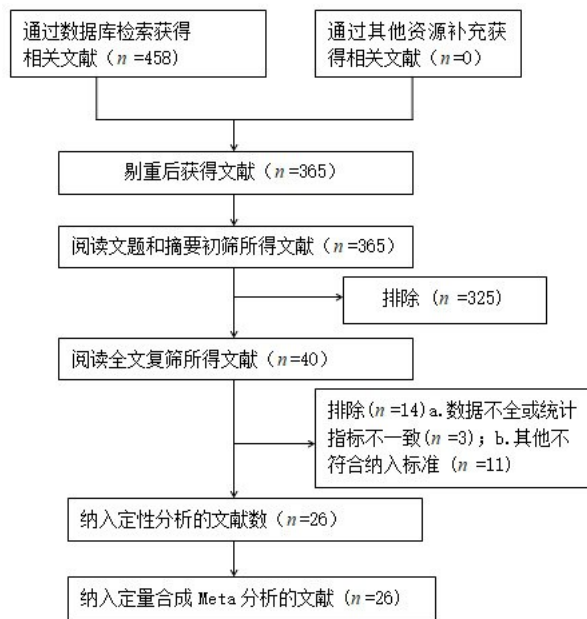 通过数据库检索获得
相关文献（n=458）
通过其他资源补充获
得相关文献（n=0）
剔重后获得文献（n=365）
阅读文题和摘要初筛所得文献（n=365）
排除（n=325）
阅读全文复筛所得文献（n=40）
排除(n=14)a.数据不全或统计
指标不一致(n=3)；b.其他不
符合纳入标准（n=11）
纳入定性分析的文献数（n=26）
纳入定量合成 Meta 分析的文献（n=26）